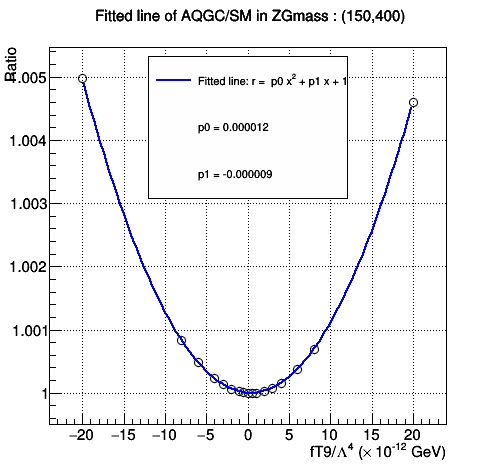 Fitted line of AQGC/SM in ZGmass : (150,400)
Ratio
Fitted line: r = p0 x² + p1 x + 1
p0 = 0.000012
p1 = -0.000009
1.005
1.004
1.003
1.002
1.001
1
−20 −15 −10 −5 0 5 10 15 20
fT9/Λ⁴ (× 10⁻¹² GeV)